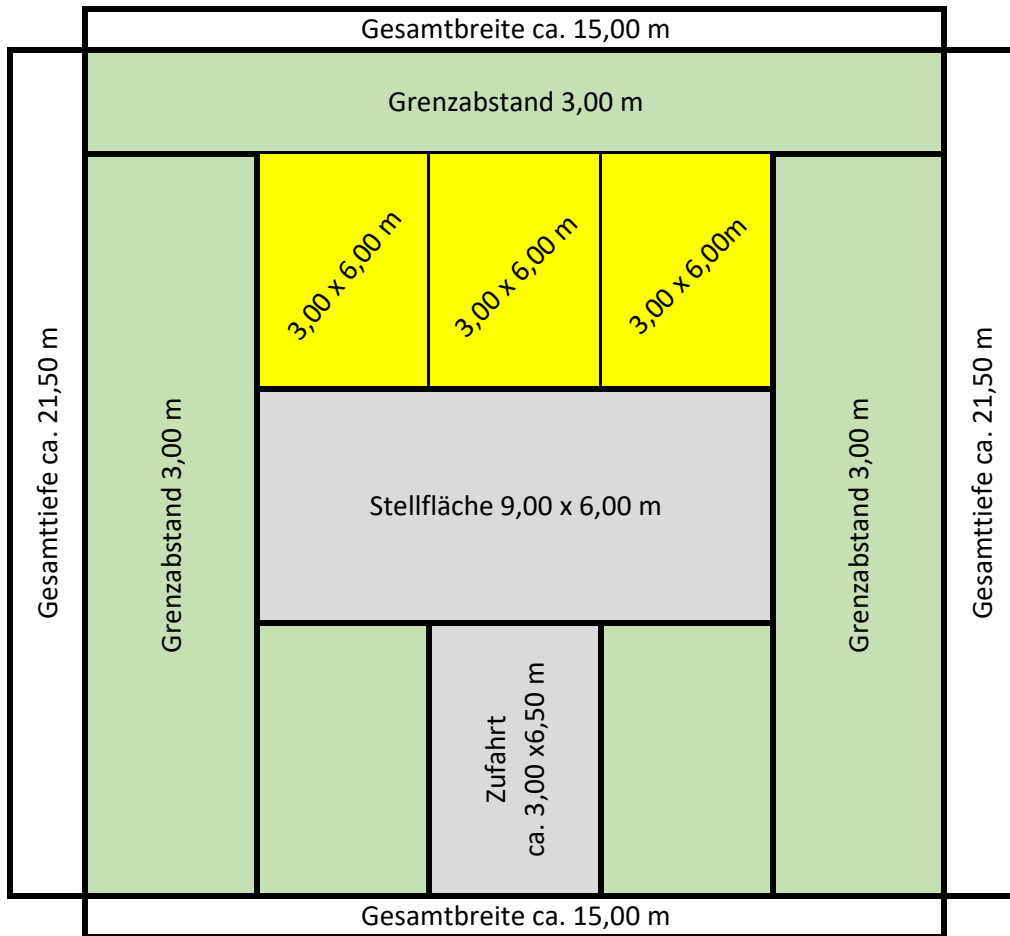 Gesamtbreite ca. 15,00 m
Grenzabstand 3,00 m
3,00 x 6,00 m
3,00 x 6,00 m
3,00 x 6,00m
Gesamttiefe ca. 21,50 m
Grenzabstand 3,00 m
Stellfläche 9,00 x 6,00 m
Grenzabstand 3,00 m
Gesamttiefe ca. 21,50 m
Zufahrt
ca. 3,00 x6,50 m
Gesamtbreite ca. 15,00 m